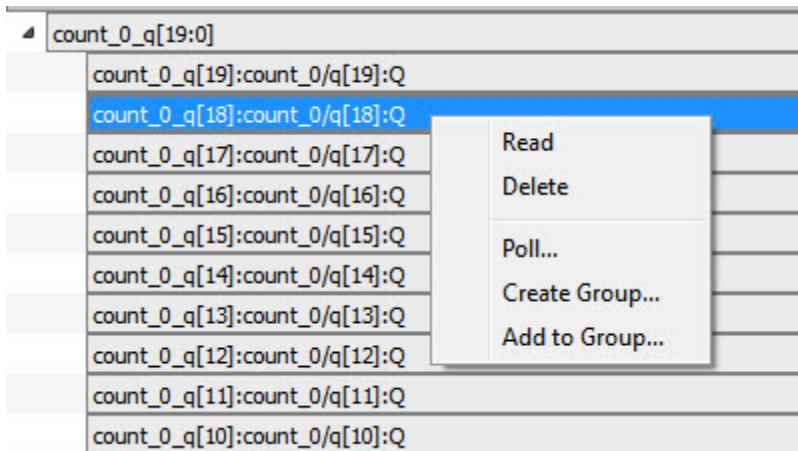 count_0_q[19:0]
count_0_q[19]:count_0/q[19]:Q
count_0_q[18]:count_0/q[18]:Q
count_0_q[17]:count_0/q[17]:Q
count_0_q[16]:count_0/q[16]:Q
count_0_q[15]:count_0/q[15]:Q
count_0_q[14]:count_0/q[14]:Q
count_0_q[13]:count_0/q[13]:Q
count_0_q[12]:count_0/q[12]:Q
count_0_q[11]:count_0/q[11]:Q
count_0_q[10]:count_0/q[10]:Q
Read
Delete
Poll...
Create Group...
Add to Group...